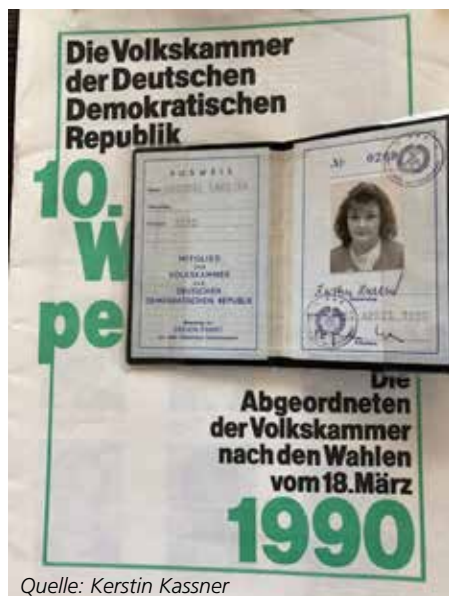 Die Volkskammer
der Deutschen
Demokratischen
Republik
10.
W
pe
AUSWEIS
MITGLIED
DER
VOLKSKAMMER
DER
DEUTSCHEN
DEMOKRATISCHEN REPUBLIK
Nr
Die
Abgeordneten
der Volkskammer
nach den Wahlen
vom 18. März
1990
Quelle: Kerstin Kassner